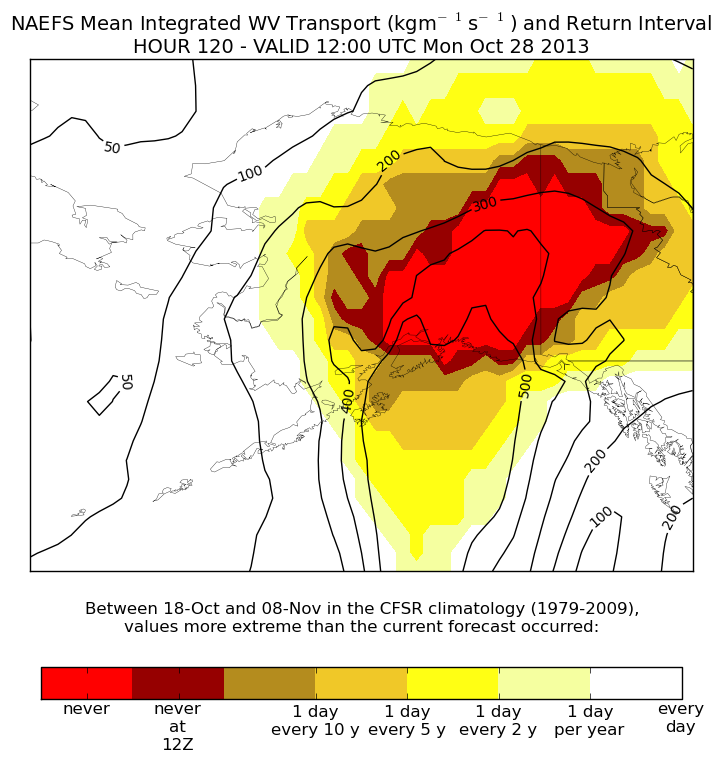 NAEFS Mean Integrated WV Transport (kgm⁻¹s⁻¹) and Return Interval
HOUR 120 - VALID 12:00 UTC Mon Oct 28 2013
50
100
200
300
50
400
500
200
100
200
Between 18-Oct and 08-Nov in the CFSR climatology (1979-2009),
values more extreme than the current forecast occurred:
never
never
at
12Z
1 day
every 10 y
1 day
every 5 y
1 day
every 2 y
1 day
per year
every
day